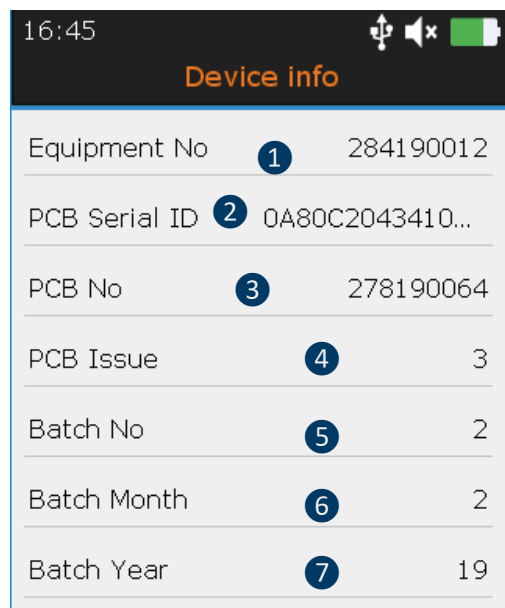 16:45
Device info
Equipment No 1 284190012
PCB Serial ID 2 0A80C2043410...
PCB No 3 278190064
PCB Issue 4 3
Batch No 5 2
Batch Month 6 2
Batch Year 7 19